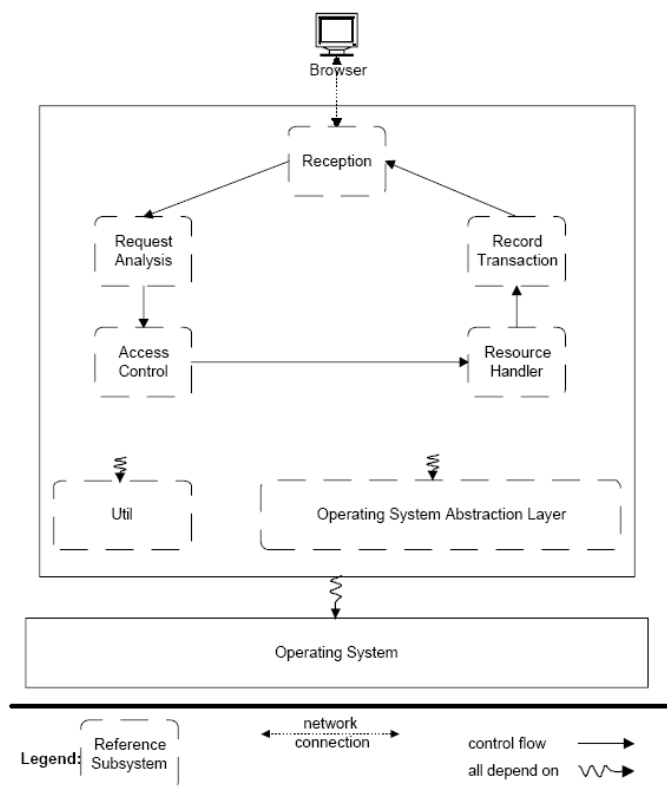 Browser
Reception
Request
Analysis
Record
Transaction
Access
Control
Resource
Handler
Util
Operating System Abstraction Layer
Operating System
Legend:
Reference
Subsystem
network
connection
control flow
all depend on